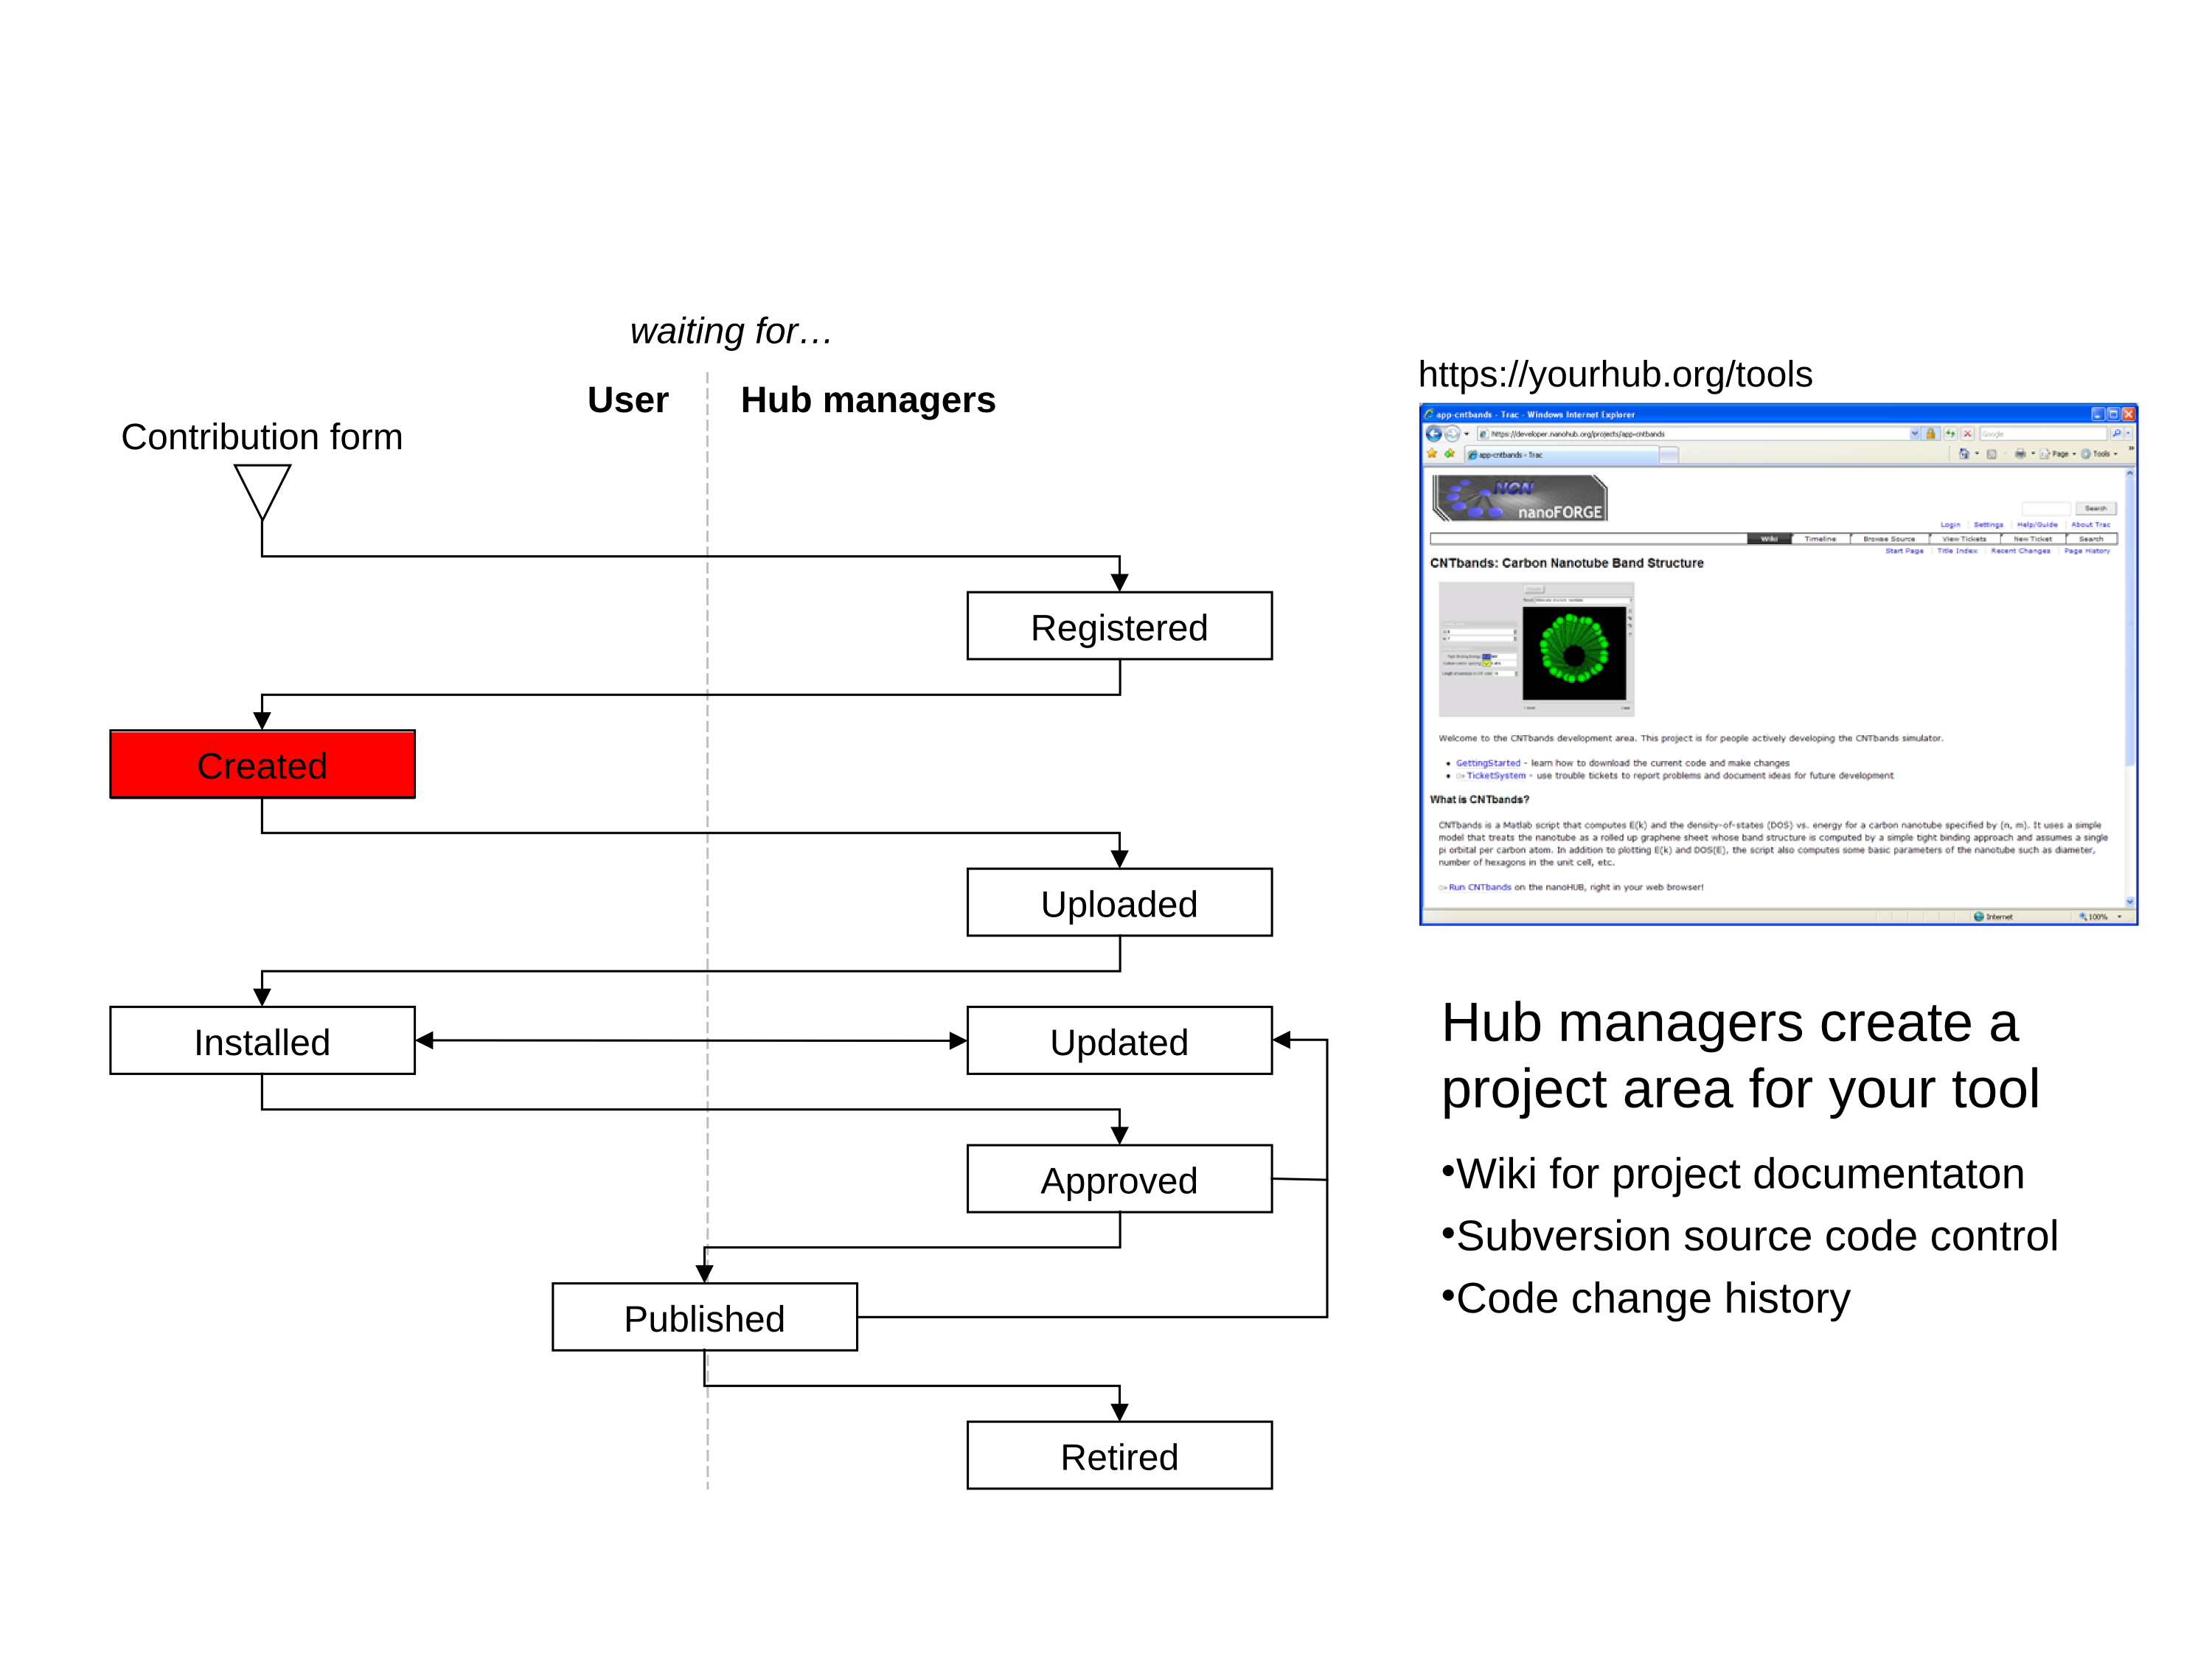 waiting for…
User
Hub managers
Contribution form
Registered
Created
Uploaded
Installed
Updated
Approved
Published
Retired
https://yourhub.org/tools
app-cntbands - Trac - Windows Internet Explorer
https://developer.nanohub.org/projects/app-cntbands
Google
app-cntbands - Trac
Page
Tools
NCN
nanoFORGE
Search
Login
Settings
Help/Guide
About Trac
Wiki
Timeline
Browse Source
View Tickets
New Ticket
Search
Start Page
Title Index
Recent Changes
Page History
CNTbands: Carbon Nanotube Band Structure
Welcome to the CNTbands development area. This project is for people actively developing the CNTbands simulator.
• GettingStarted - learn how to download the current code and make changes
• TicketSystem - use trouble tickets to report problems and document ideas for future development
What is CNTbands?
CNTbands is a Matlab script that computes E(k) and the density-of-states (DOS) vs. energy for a carbon nanotube specified by (n, m). It uses a simple
model that treats the nanotube as a rolled up graphene sheet whose band structure is computed by a simple tight binding approach and assumes a single
pi orbital per carbon atom. In addition to plotting E(k) and DOS(E), the script also computes some basic parameters of the nanotube such as diameter,
number of hexagons in the unit cell, etc.
Run CNTbands on the nanoHUB, right in your web browser!
Internet
100%
Hub managers create a
project area for your tool
•Wiki for project documentaton
•Subversion source code control
•Code change history